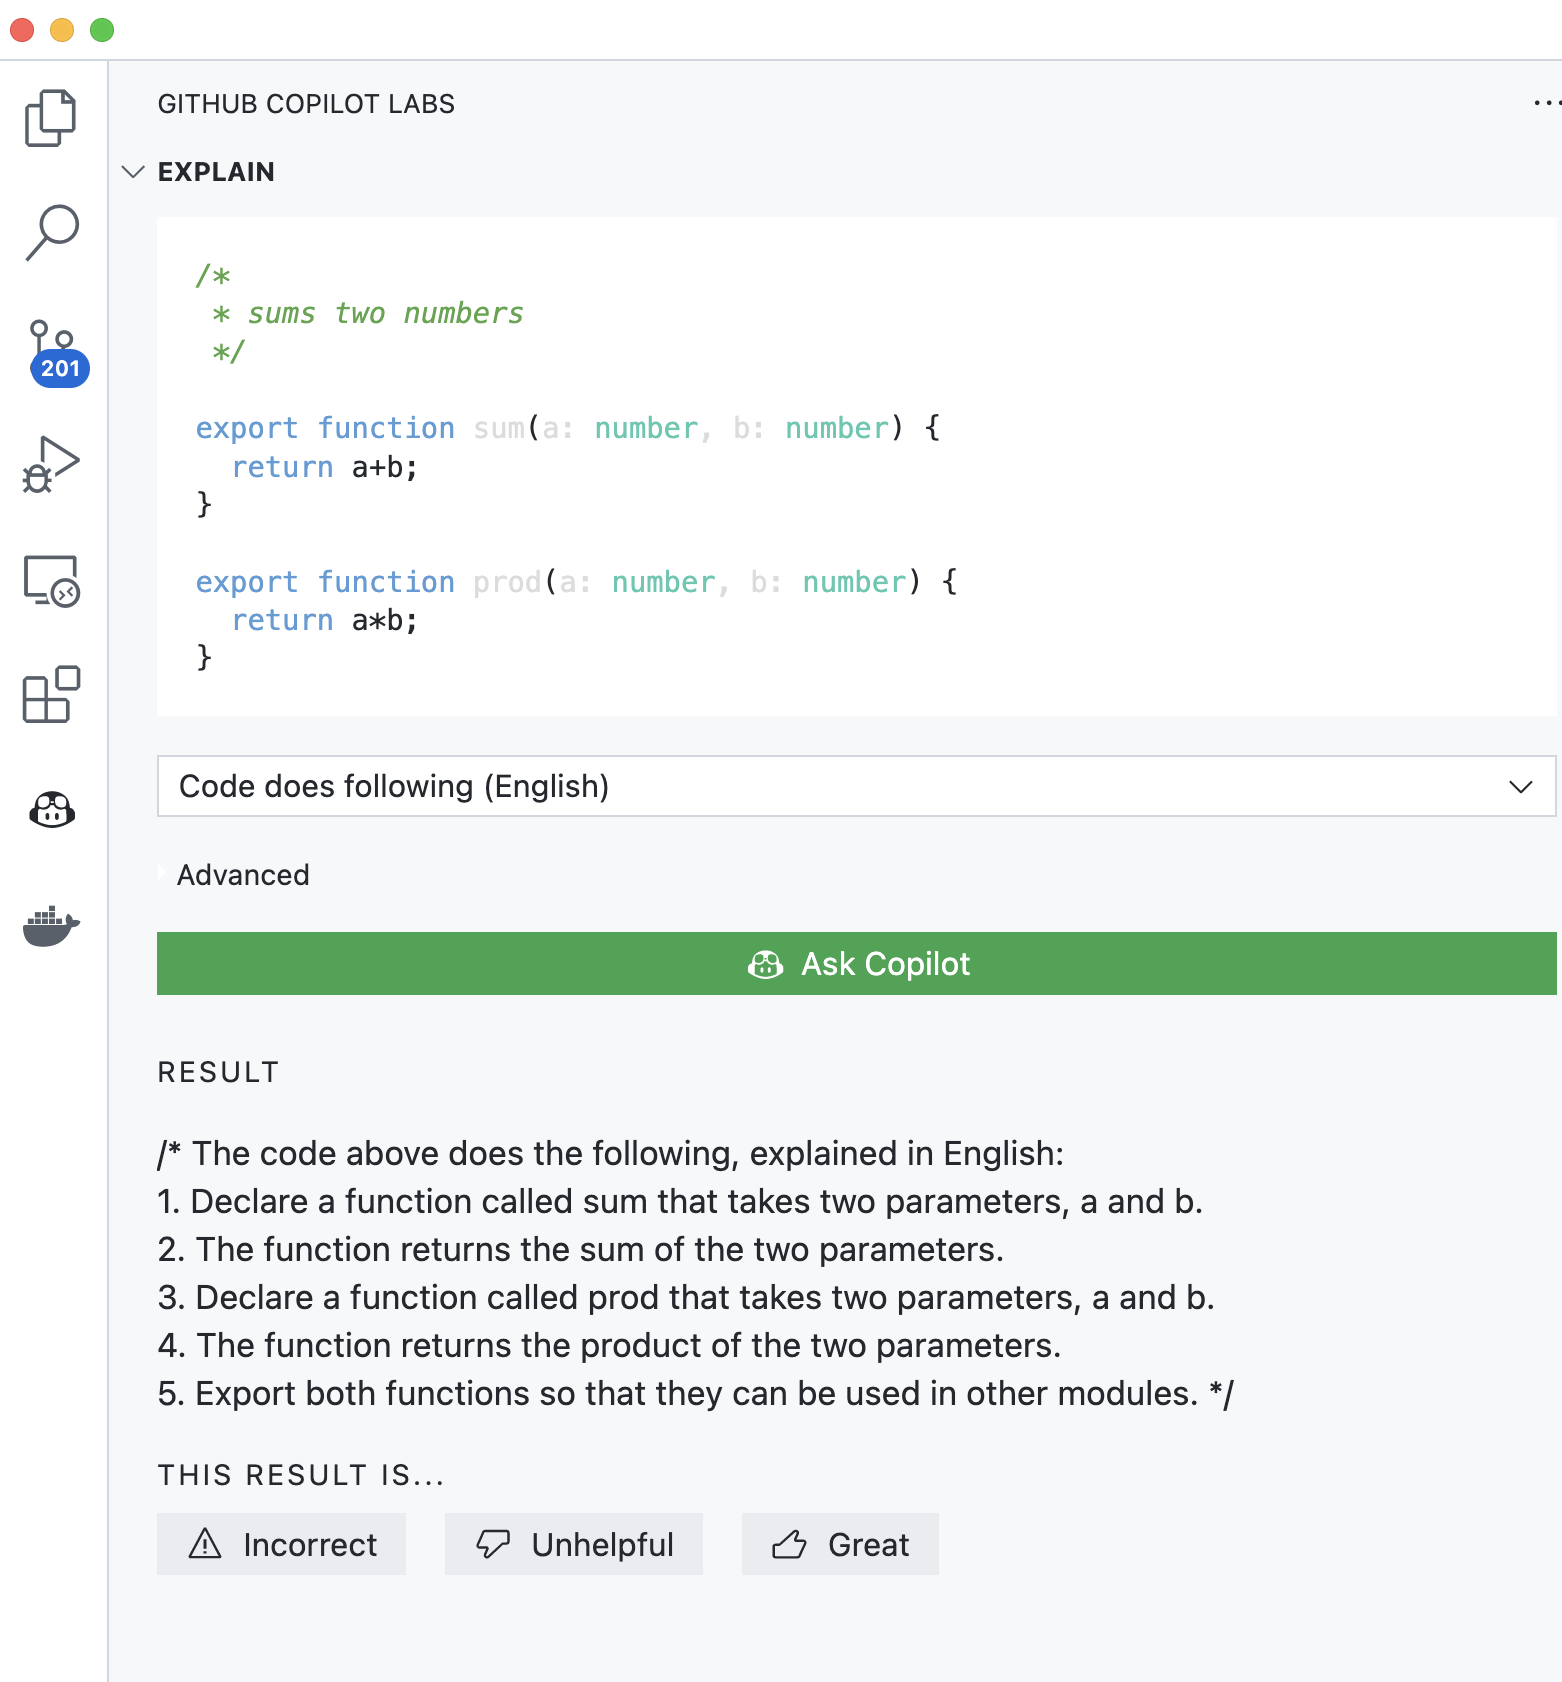 GITHUB COPILOT LABS
EXPLAIN
/*
 * sums two numbers
 */
export function sum(a: number, b: number) {
  return a+b;
}
export function prod(a: number, b: number) {
  return a*b;
}
201
Code does following (English)
Advanced
Ask Copilot
RESULT
/* The code above does the following, explained in English:
1. Declare a function called sum that takes two parameters, a and b.
2. The function returns the sum of the two parameters.
3. Declare a function called prod that takes two parameters, a and b.
4. The function returns the product of the two parameters.
5. Export both functions so that they can be used in other modules. */
THIS RESULT IS...
Incorrect Unhelpful Great